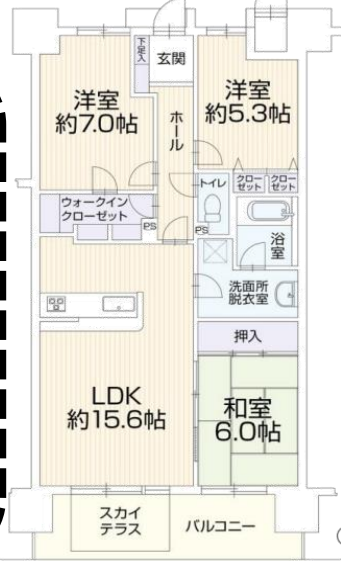 下足入
玄関
洋室
約7.0帖
洋室
約5.3帖
ホール
トイレ
クロー
ゼット
クロー
ゼット
ウォークイン
クローゼット
PS
PS
浴室
洗面所
脱衣室
押入
LDK
約15.6帖
和室
6.0帖
スカイ
テラス
バルコニー